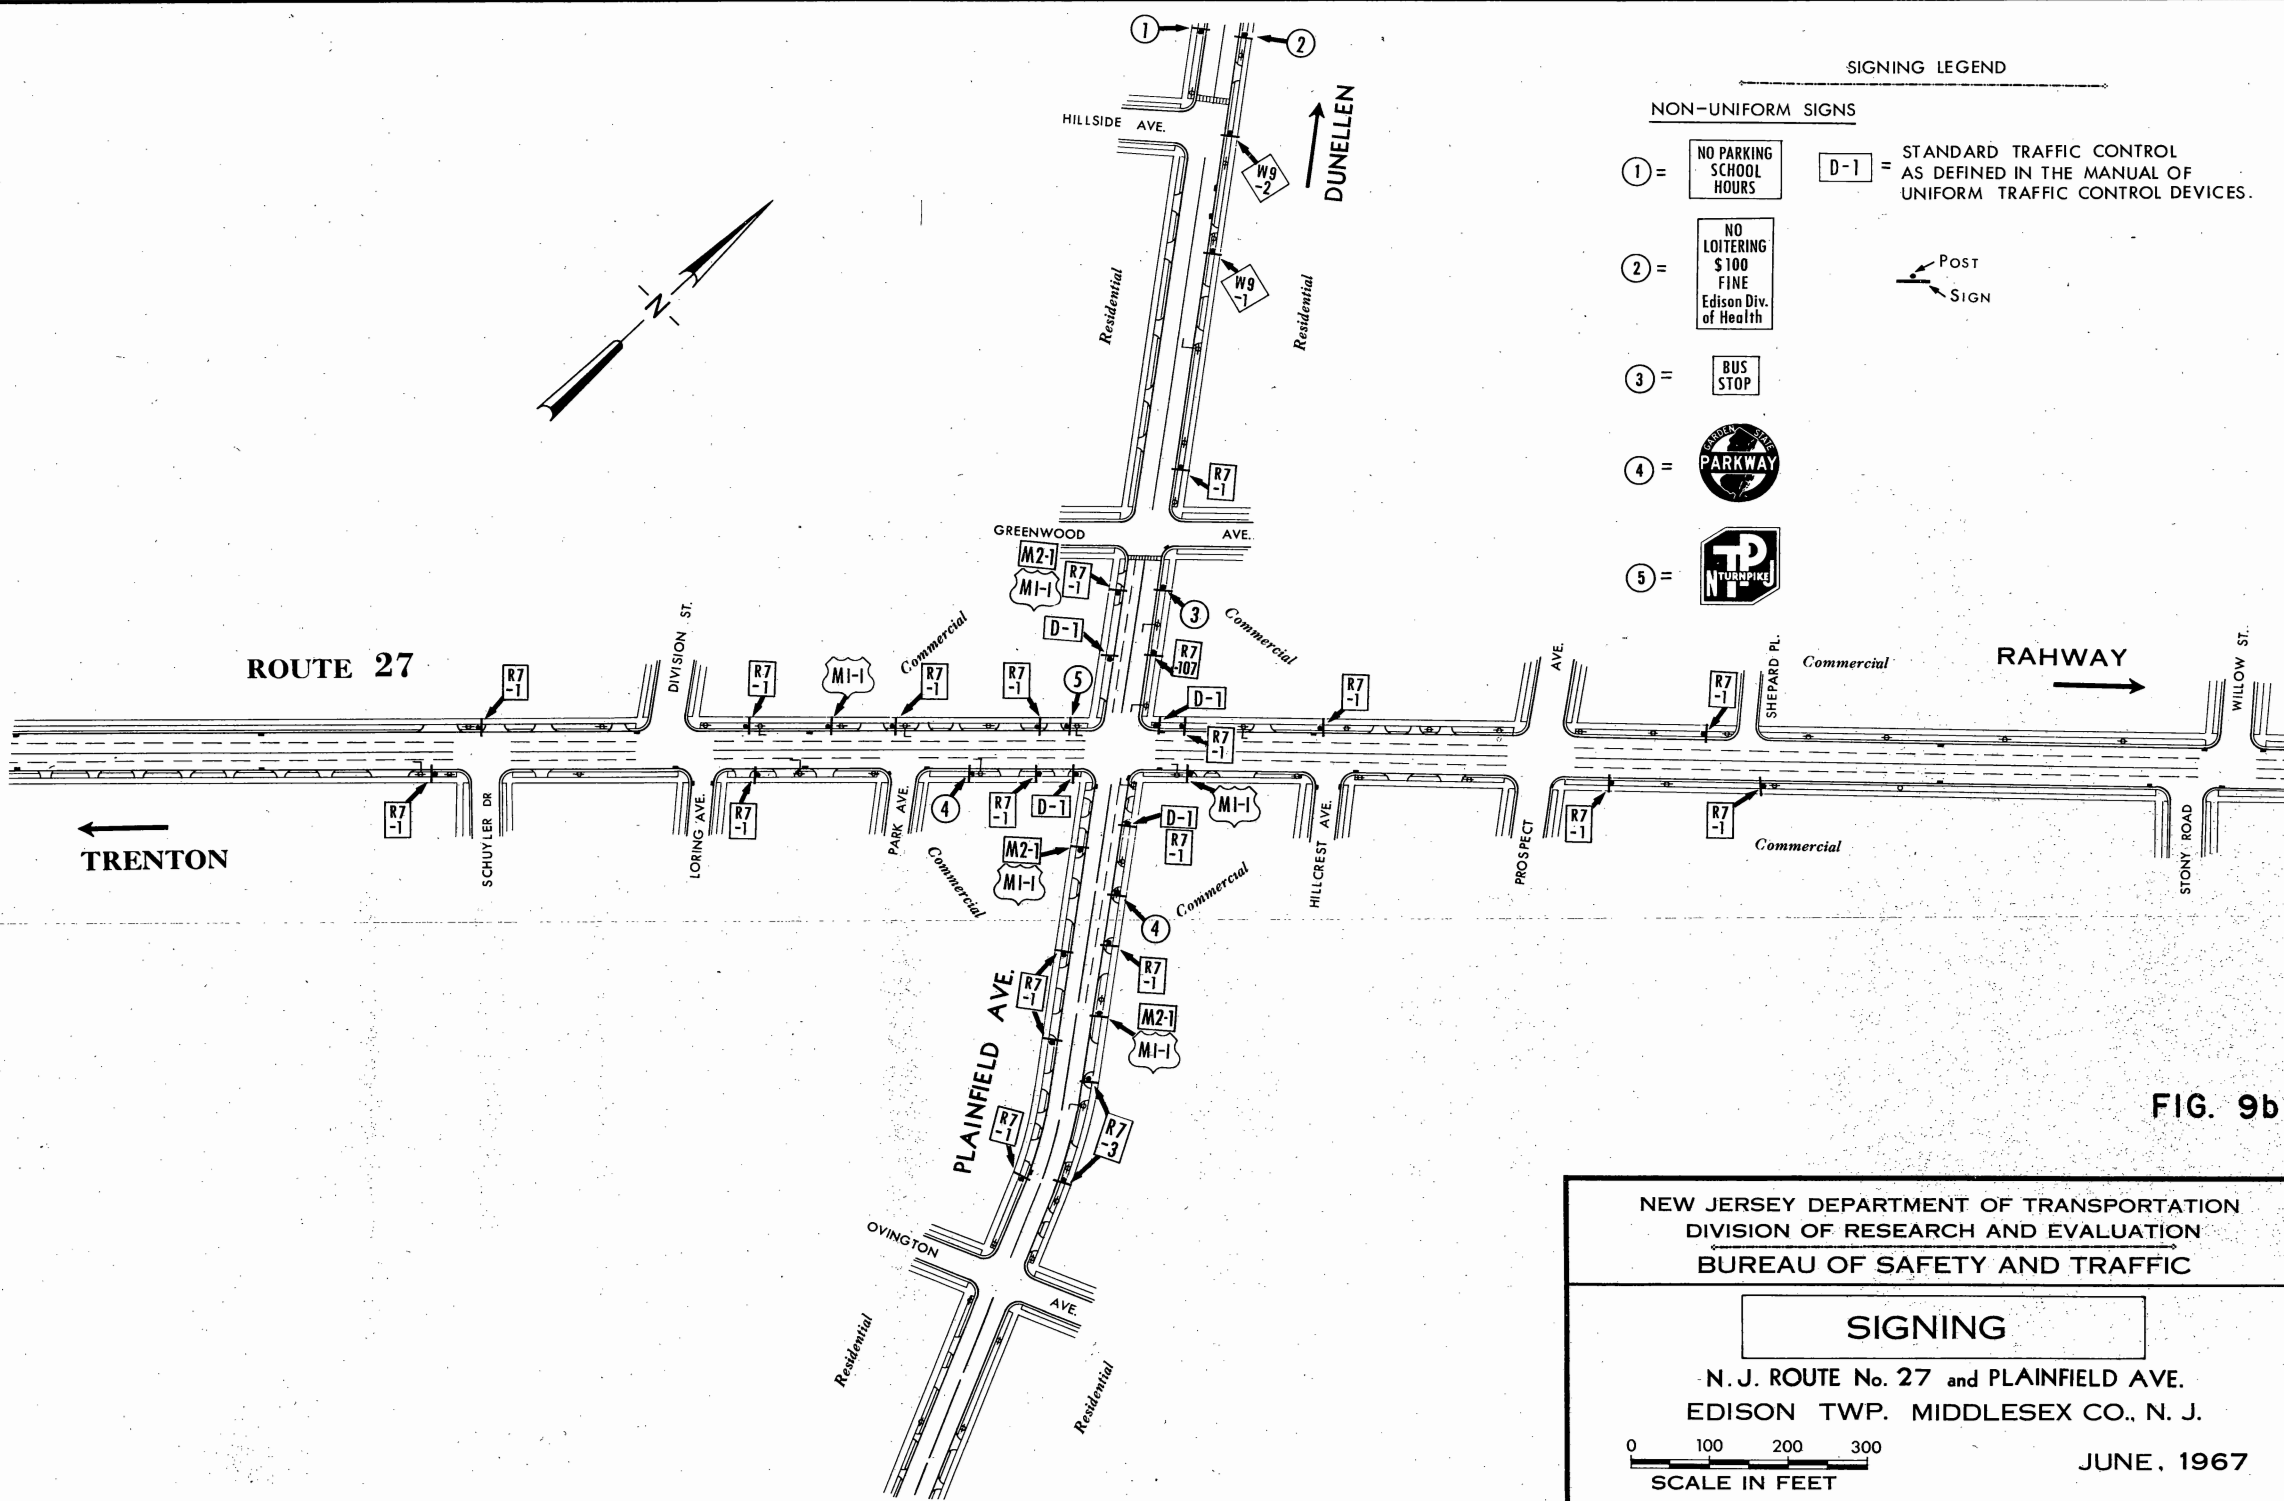 1
2
SIGNING LEGEND
NON-UNIFORM SIGNS
1 =
NO PARKING
SCHOOL
HOURS
D-1 =
STANDARD TRAFFIC CONTROL
AS DEFINED IN THE MANUAL OF
UNIFORM TRAFFIC CONTROL DEVICES.
2 =
NO
LOITERING
$100
FINE
Edison Div.
of Health
POST
SIGN
3 =
BUS
STOP
4 =
GARDEN STATE
PARKWAY
5 =
TP
NJ
TURNPIKE
HILLSIDE AVE.
DUNELLEN
W9
-2
W9
-1
Residential
Residential
N
R7
-1
GREENWOOD AVE.
M2-1
M1-1
R7
-1
3
D-1
R7
-107
Commercial
Commercial
ROUTE 27
R7
-1
DIVISION ST.
R7
-1
M1-1
R7
-1
R7
-1
5
D-1
R7
-1
R7
-1
AVE.
R7
-1
SHEPARD PL.
Commercial
RAHWAY
WILLOW ST.
TRENTON
R7
-1
SCHUYLER DR
LORING AVE.
R7
-1
PARK AVE.
4
R7
-1
D-1
M1-1
D-1
R7
-1
HILLCREST AVE.
PROSPECT
R7
-1
R7
-1
Commercial
STONY ROAD
M2-1
M1-1
Commercial
Commercial
4
R7
-1
R7
-1
M2-1
M1-1
PLAINFIELD AVE.
R7
-1
R7
-3
OVINGTON AVE.
Residential
Residential
FIG. 9b
NEW JERSEY DEPARTMENT OF TRANSPORTATION
DIVISION OF RESEARCH AND EVALUATION
BUREAU OF SAFETY AND TRAFFIC
SIGNING
N.J. ROUTE No. 27 and PLAINFIELD AVE.
EDISON TWP. MIDDLESEX CO., N. J.
0 100 200 300
SCALE IN FEET
JUNE, 1967